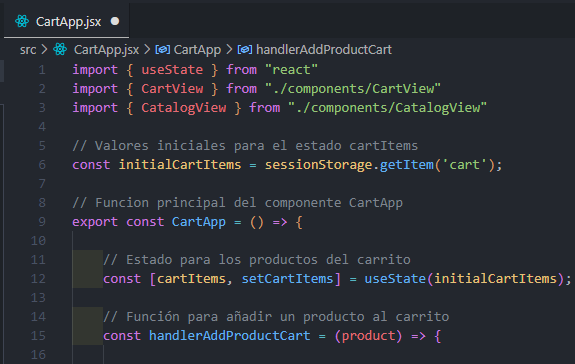 CartApp.jsx
src > CartApp.jsx > CartApp > handlerAddProductCart
1 import { useState } from "react"
2 import { CartView } from "./components/CartView"
3 import { CatalogView } from "./components/CatalogView"
4
5 // Valores iniciales para el estado cartItems
6 const initialCartItems = sessionStorage.getItem('cart');
7
8 // Funcion principal del componente CartApp
9 export const CartApp = () => {
10
11 // Estado para los productos del carrito
12 const [cartItems, setCartItems] = useState(initialCartItems);
13
14 // Función para añadir un producto al carrito
15 const handlerAddProductCart = (product) => {
16